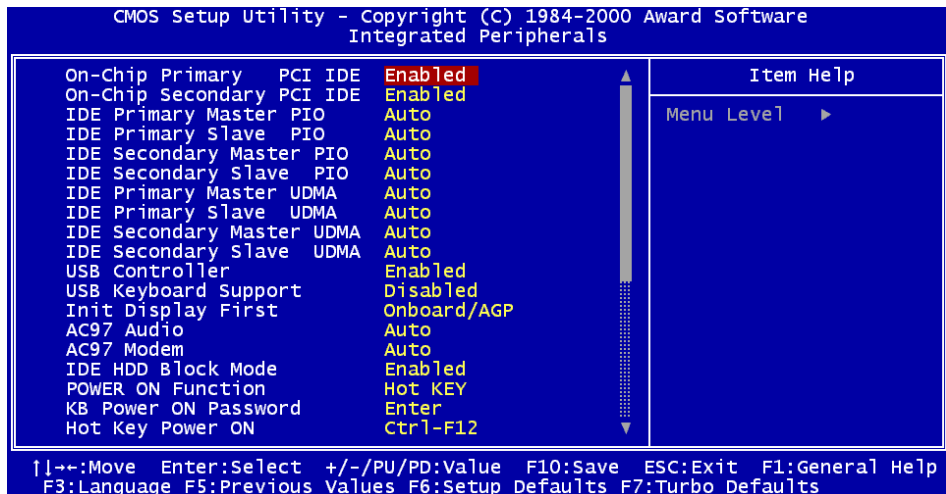 CMOS Setup Utility – Copyright (C) 1984-2000 Award Software
Integrated Peripherals
On-Chip Primary PCI IDE Enabled
On-Chip Secondary PCI IDE Enabled
IDE Primary Master PIO Auto
IDE Primary Slave PIO Auto
IDE Secondary Master PIO Auto
IDE Secondary Slave PIO Auto
IDE Primary Master UDMA Auto
IDE Primary Slave UDMA Auto
IDE Secondary Master UDMA Auto
IDE Secondary Slave UDMA Auto
USB Controller Enabled
USB Keyboard Support Disabled
Init Display First Onboard/AGP
AC97 Audio Auto
AC97 Modem Auto
IDE HDD Block Mode Enabled
POWER ON Function Hot KEY
KB Power ON Password Enter
Hot Key Power ON Ctrl-F12
Item Help
Menu Level ▶
↑↓→←:Move Enter:Select +/-/PU/PD:Value F10:Save ESC:Exit F1:General Help
F3:Language F5:Previous Values F6:Setup Defaults F7:Turbo Defaults